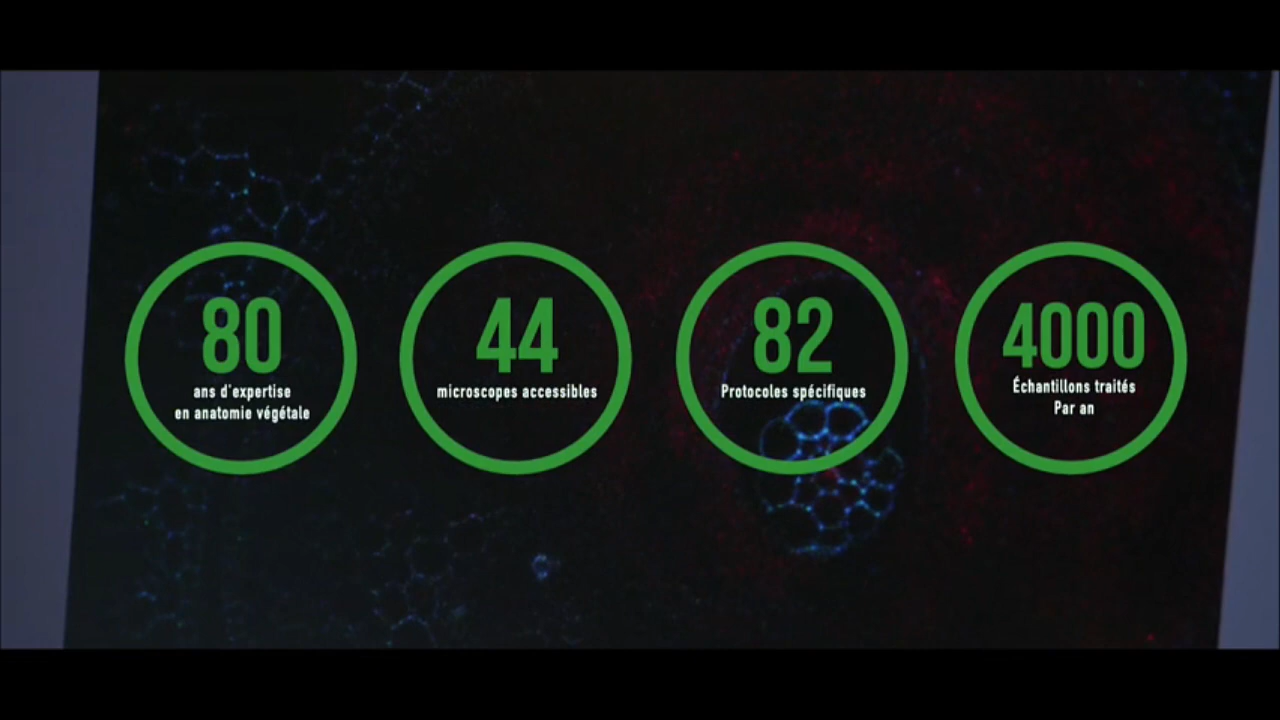 80
ans d'expertise
en anatomie végétale
44
microscopes accessibles
82
Protocoles spécifiques
4000
Échantillons traités
Par an